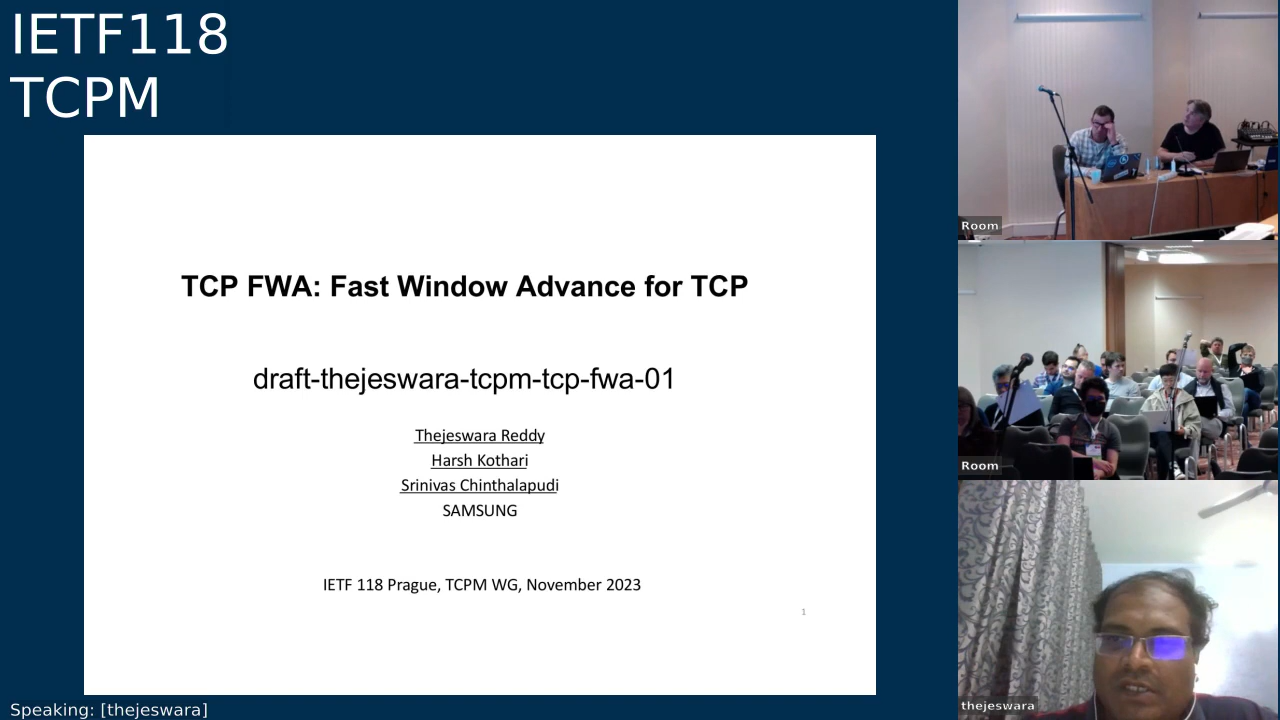 IETF118
TCPM
TCP FWA: Fast Window Advance for TCP
draft-thejeswara-tcpm-tcp-fwa-01
Thejeswara Reddy
Harsh Kothari
Srinivas Chinthalapudi
SAMSUNG
IETF 118 Prague, TCPM WG, November 2023
1
Room
Room
thejeswara
Speaking: [thejeswara]